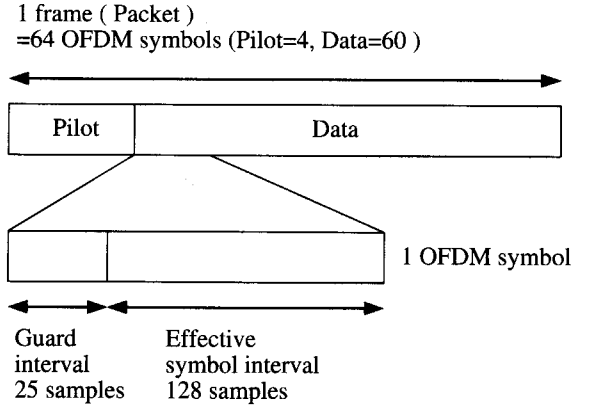 1 frame ( Packet )
=64 OFDM symbols (Pilot=4, Data=60 )
Pilot
Data
1 OFDM symbol
Guard
interval
25 samples
Effective
symbol interval
128 samples